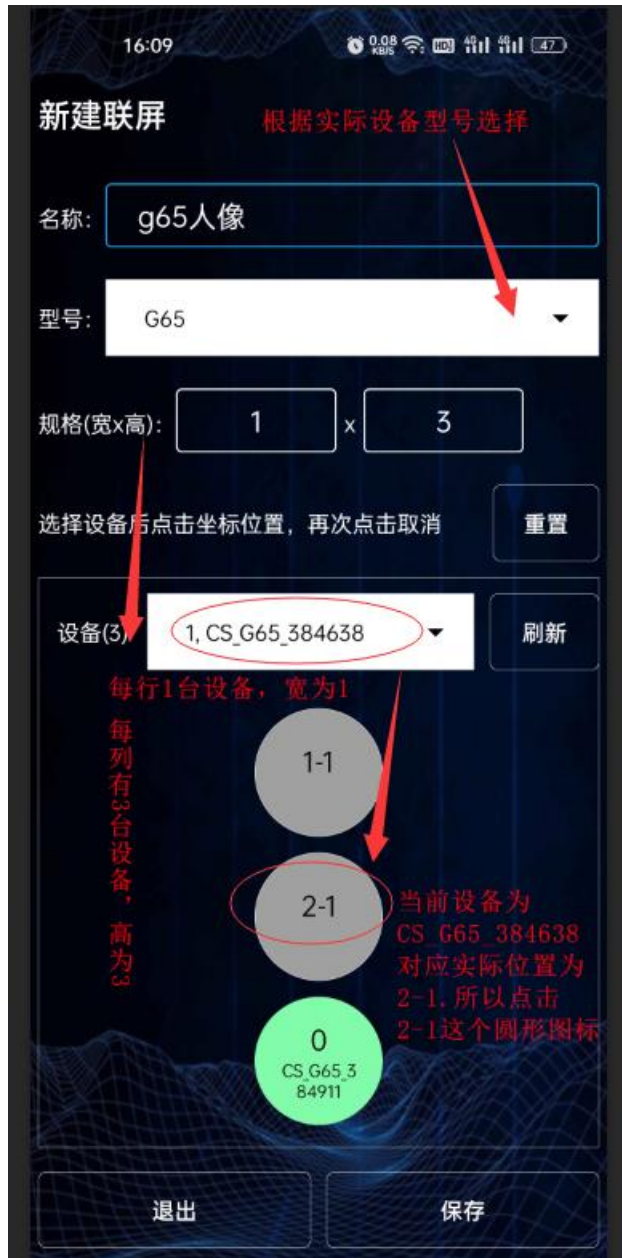 16:09
0.08 KB/S HD 4G 4G 47
新建联屏
根据实际设备型号选择
名称:
g65人像
型号:
G65
规格(宽x高):
1
x
3
选择设备后点击坐标位置，再次点击取消
重置
设备(3)
1, CS_G65_384638
刷新
每行1台设备，宽为1
每列有3台设备，高为3
1-1
2-1
当前设备为
CS_G65_384638
对应实际位置为
2-1.所以点击
2-1这个圆形图标
0
CS_G65_3
84911
退出
保存